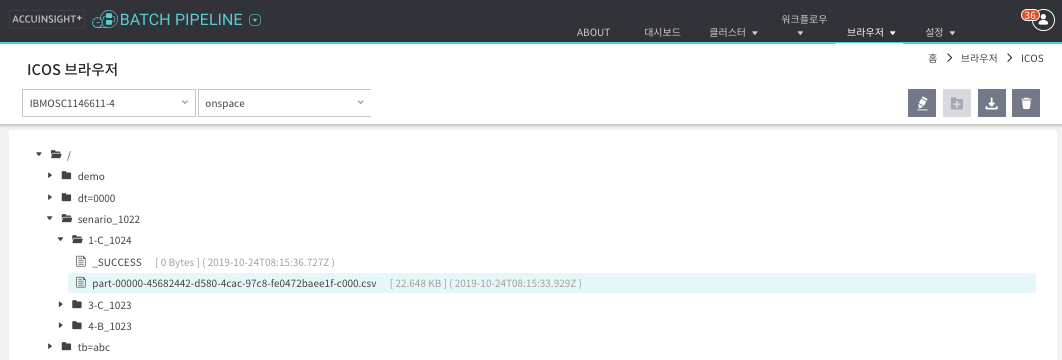 ACCUINSIGHT+ BATCH PIPELINE
ABOUT 대시보드 클러스터 워크플로우 브라우저 설정 36
ICOS 브라우저
홈 브라우저 ICOS
IBMOSC1146611-4 onspace
/
demo
dt=0000
senario_1022
1-C_1024
_SUCCESS [ 0 Bytes ] ( 2019-10-24T08:15:36.727Z )
part-00000-45682442-d580-4cac-97c8-fe0472baee1f-c000.csv [ 22.648 KB ] ( 2019-10-24T08:15:33.929Z )
3-C_1023
4-B_1023
tb=abc